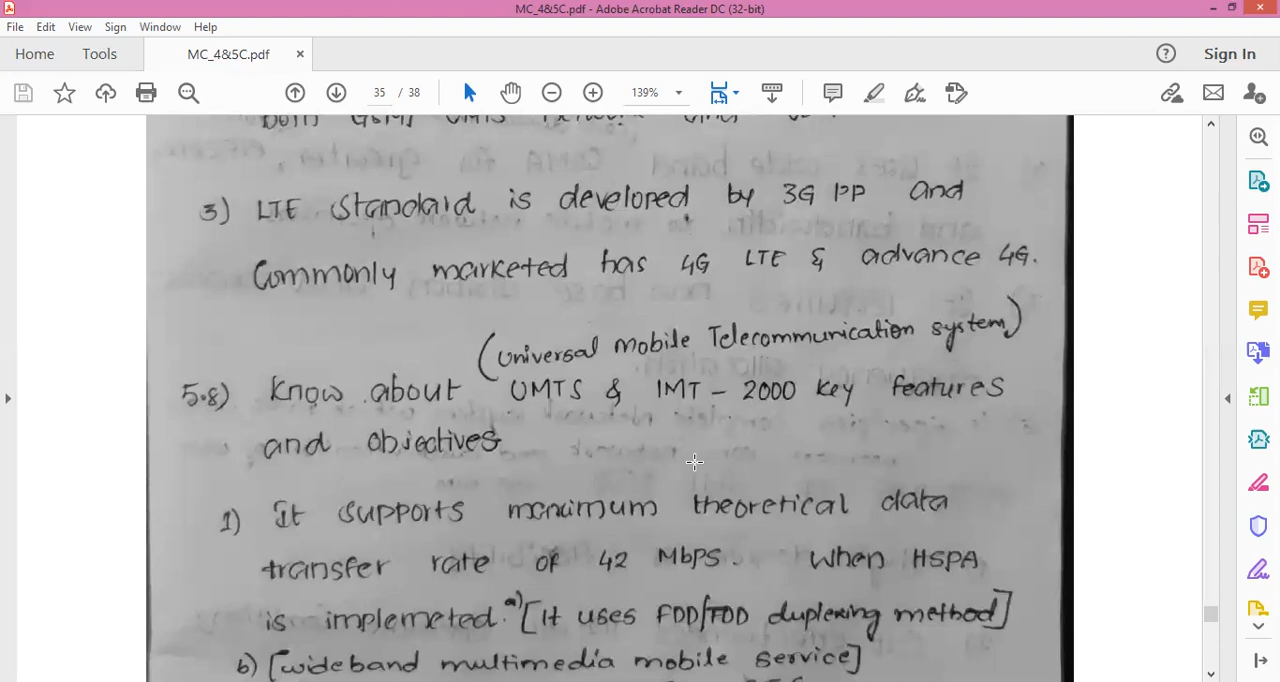 MC_4&5C.pdf - Adobe Acrobat Reader DC (32-bit)
File Edit View Sign Window Help
Home Tools MC_4&5C.pdf × Sign In
35 / 38 139%
3) LTE standard is developed by 3G PP and
Commonly marketed has 4G LTE & advance 4G.
(Universal mobile Telecommunication system)
5.8) Know about UMTS & IMT - 2000 key features
and objectives
1) It supports maximum theoretical data
transfer rate of 42 Mbps. When HSPA
is implemeted. a) [It uses FDD/TDD duplexing method]
b) [wideband multimedia mobile service]